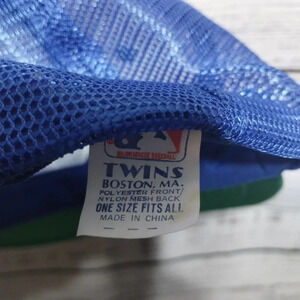 TWINS
BOSTON, MA.
POLYESTER FRONT/
NYLON MESH BACK
ONE SIZE FITS ALL
MADE IN CHINA